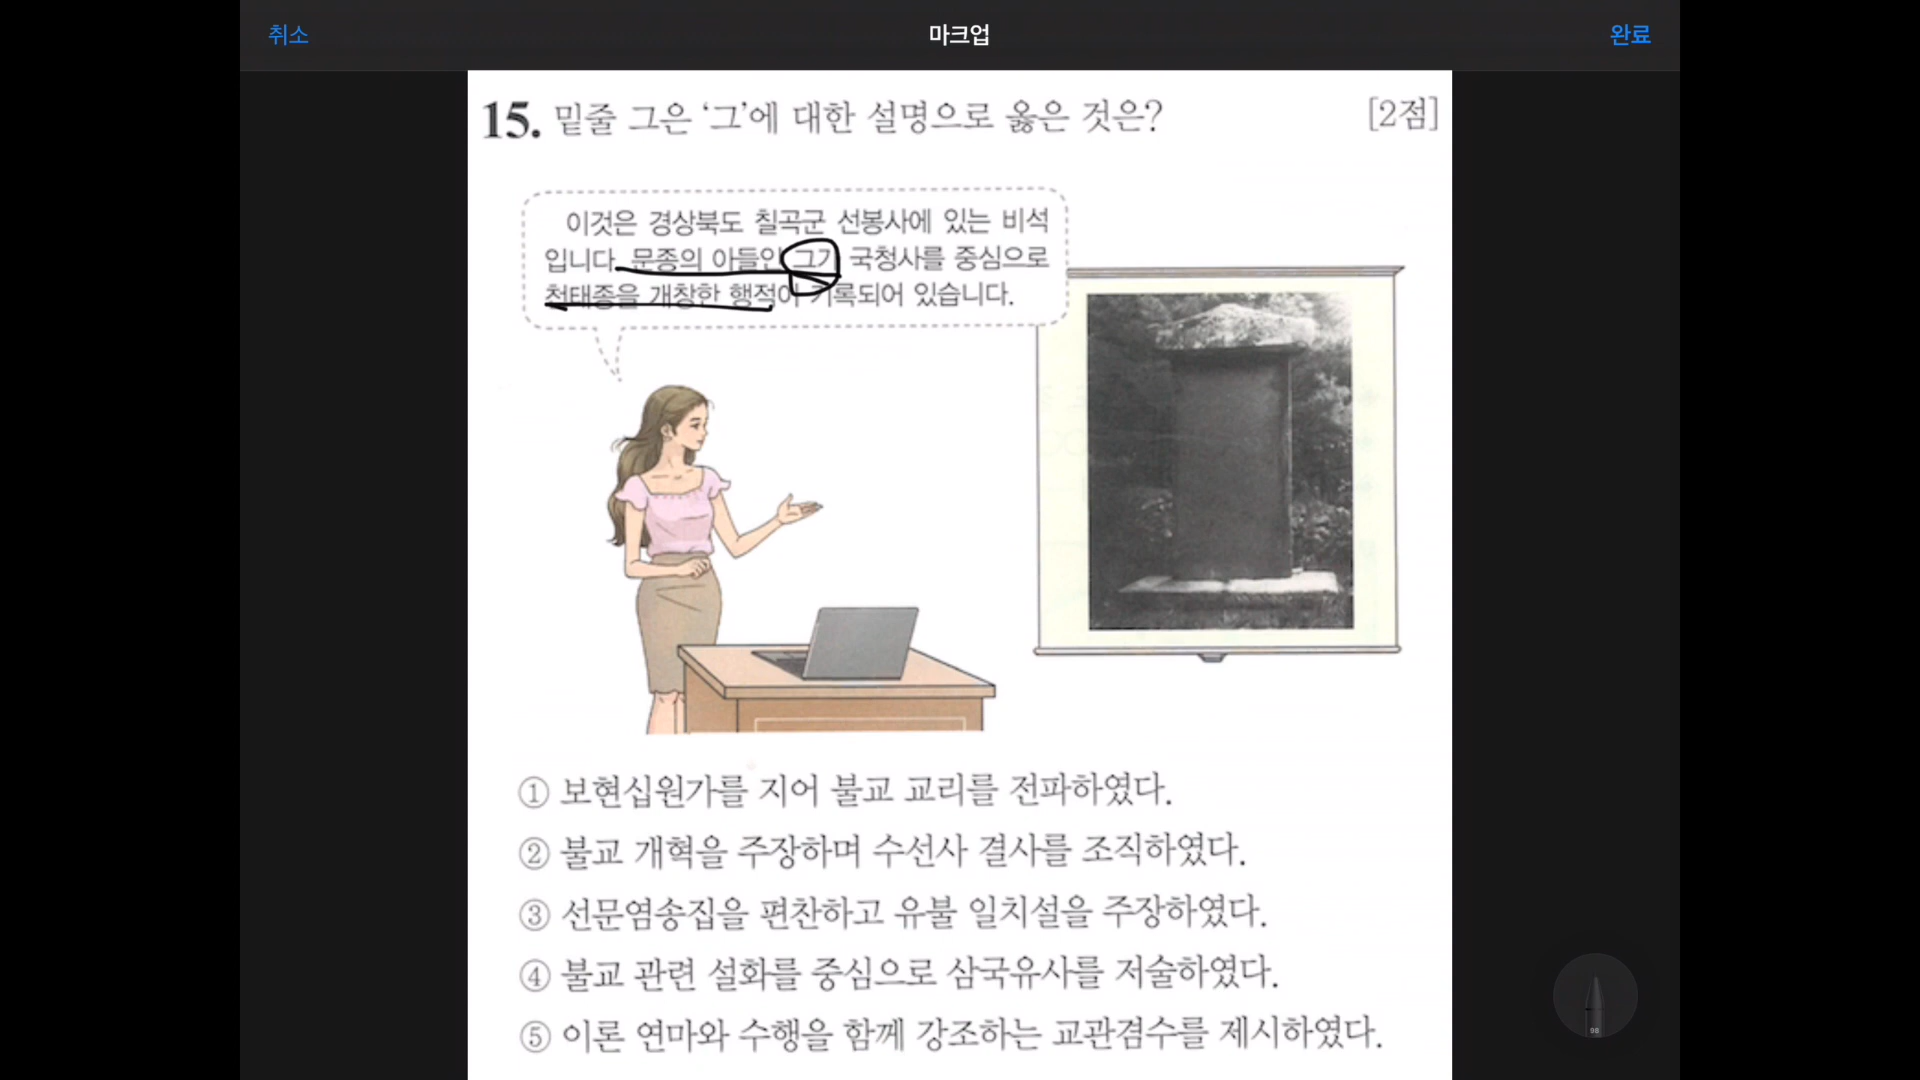 취소
마크업
완료
15. 밑줄 그은 ‘그’에 대한 설명으로 옳은 것은? [2점]
이것은 경상북도 칠곡군 선봉사에 있는 비석
입니다. 문종의 아들인 그가 국청사를 중심으로
천태종을 개창한 행적이 기록되어 있습니다.
① 보현십원가를 지어 불교 교리를 전파하였다.
② 불교 개혁을 주장하며 수선사 결사를 조직하였다.
③ 선문염송집을 편찬하고 유불 일치설을 주장하였다.
④ 불교 관련 설화를 중심으로 삼국유사를 저술하였다.
⑤ 이론 연마와 수행을 함께 강조하는 교관겸수를 제시하였다.
98